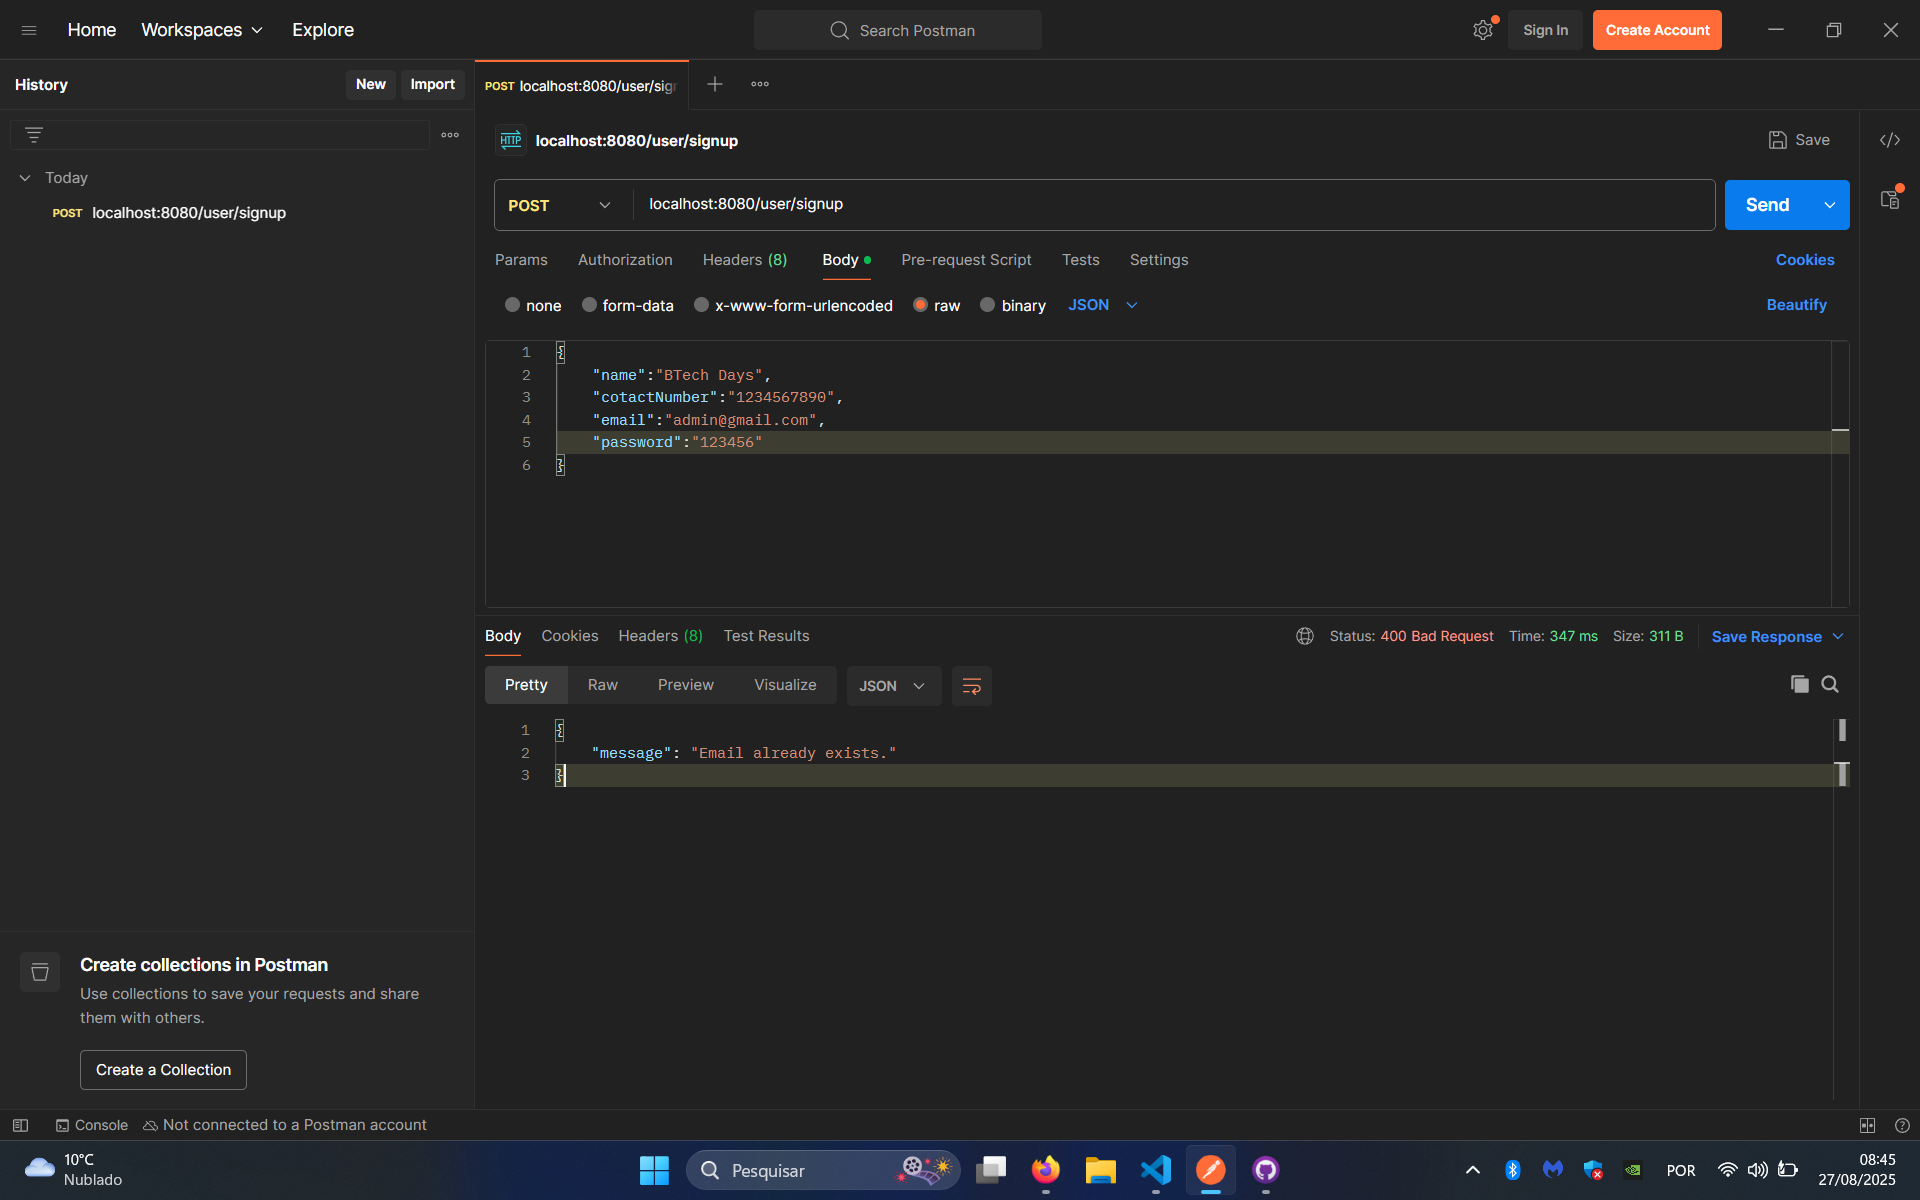 Home Workspaces Explore Search Postman Sign In Create Account
History New Import POST localhost:8080/user/sig
HTTP localhost:8080/user/signup Save
Today
POST localhost:8080/user/signup
POST localhost:8080/user/signup Send
Params Authorization Headers (8) Body Pre-request Script Tests Settings Cookies
none form-data x-www-form-urlencoded raw binary JSON Beautify
1 {
2 "name":"BTech Days",
3 "cotactNumber":"1234567890",
4 "email":"admin@gmail.com",
5 "password":"123456"
6 }
Body Cookies Headers (8) Test Results Status: 400 Bad Request Time: 347 ms Size: 311 B Save Response
Pretty Raw Preview Visualize JSON
1 {
2 "message": "Email already exists."
3 }
Create collections in Postman
Use collections to save your requests and share
them with others.
Create a Collection
Console Not connected to a Postman account
10°C
Nublado
Pesquisar
POR
08:45
27/08/2025